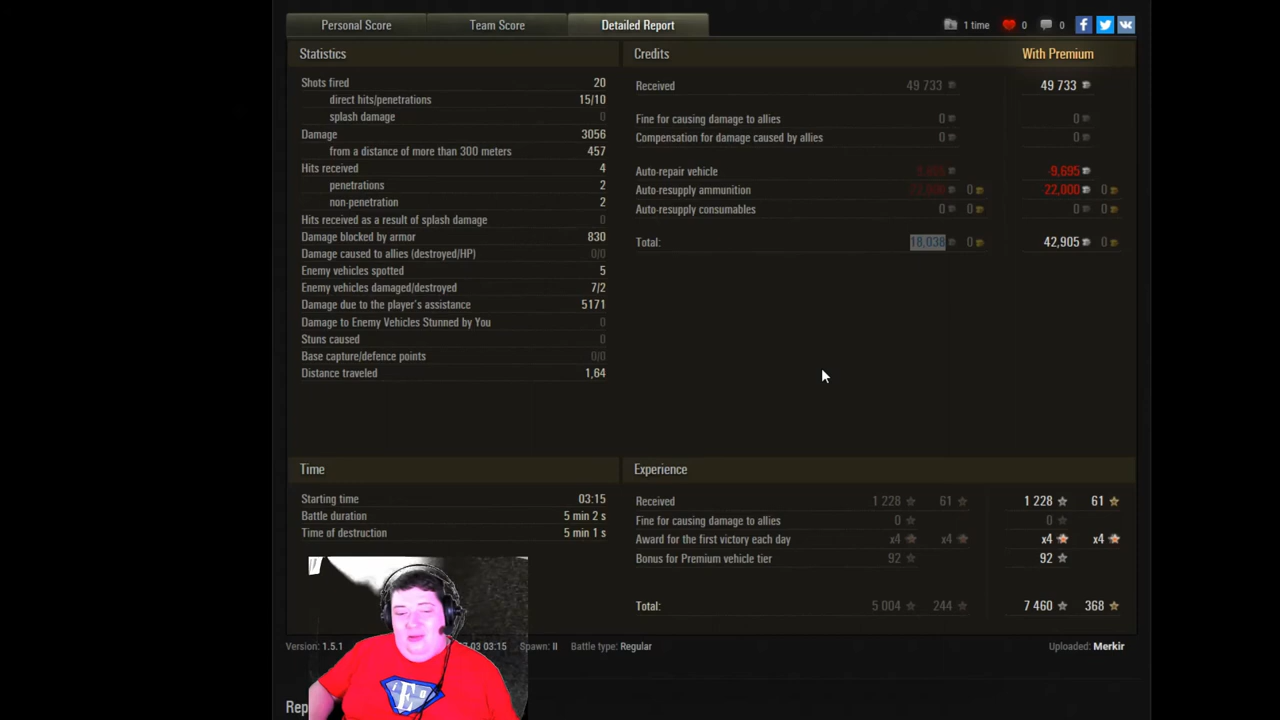 Personal Score Team Score Detailed Report 1 time 0 0
Statistics
Shots fired 20
direct hits/penetrations 15/10
splash damage 0
Damage 3056
from a distance of more than 300 meters 457
Hits received 4
penetrations 2
non-penetration 2
Hits received as a result of splash damage 0
Damage blocked by armor 830
Damage caused to allies (destroyed/HP) 0/0
Enemy vehicles spotted 5
Enemy vehicles damaged/destroyed 7/2
Damage due to the player's assistance 5171
Damage to Enemy Vehicles Stunned by You 0
Stuns caused 0
Base capture/defence points 0/0
Distance traveled 1,64
Credits With Premium
Received 49 733 49 733
Fine for causing damage to allies 0 0
Compensation for damage caused by allies 0 0
Auto-repair vehicle -9,695
Auto-resupply ammunition 0 22,000 0
Auto-resupply consumables 0 0 0 0
Total: 18,038 0 42,905 0
Time
Starting time 03:15
Battle duration 5 min 2 s
Time of destruction 5 min 1 s
Experience
Received 1 228 61 1 228 61
Fine for causing damage to allies 0 0
Award for the first victory each day x4 x4 x4 x4
Bonus for Premium vehicle tier 92 92
Total: 5 004 244 7 460 368
Version: 1.5.1 03:15 Spawn: II Battle type: Regular Uploaded: Merkir
Rep